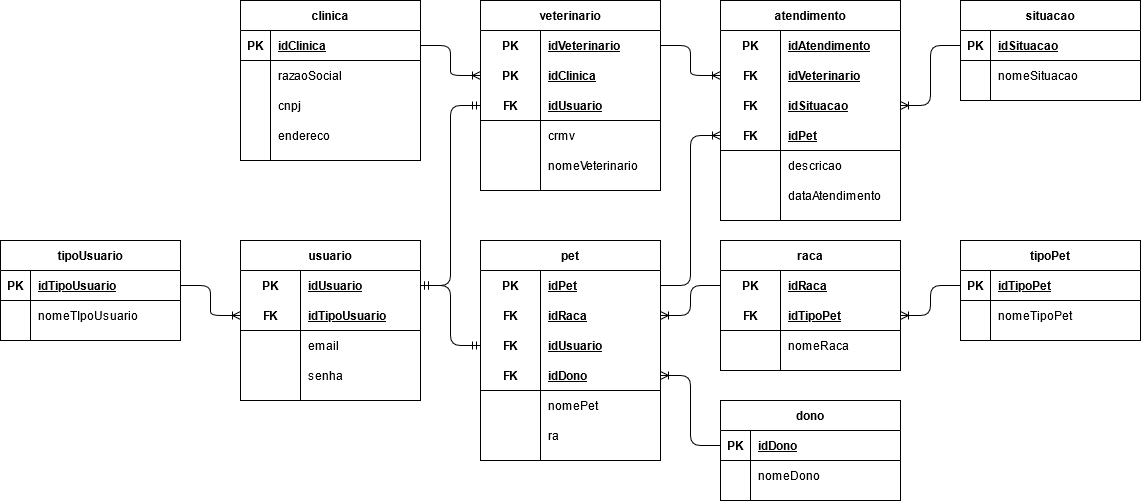 clinica
PK idClinica
razaoSocial
cnpj
endereco
veterinario
PK idVeterinario
PK idClinica
FK idUsuario
crmv
nomeVeterinario
atendimento
PK idAtendimento
FK idVeterinario
FK idSituacao
FK idPet
descricao
dataAtendimento
situacao
PK idSituacao
nomeSituacao
tipoUsuario
PK idTipoUsuario
nomeTIpoUsuario
usuario
PK idUsuario
FK idTipoUsuario
email
senha
pet
PK idPet
FK idRaca
FK idUsuario
FK idDono
nomePet
ra
raca
PK idRaca
FK idTipoPet
nomeRaca
tipoPet
PK idTipoPet
nomeTipoPet
dono
PK idDono
nomeDono